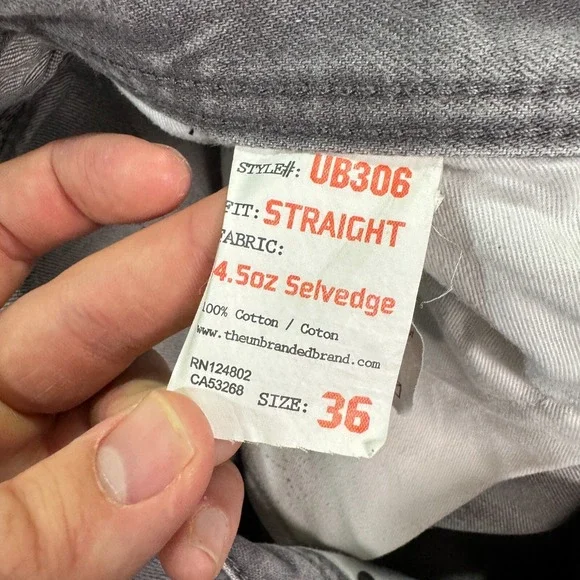 STYLE#: UB306
FIT: STRAIGHT
FABRIC:
4.5oz Selvedge
100% Cotton / Coton
www.theunbrandedbrand.com
RN124802
CA53268
SIZE: 36